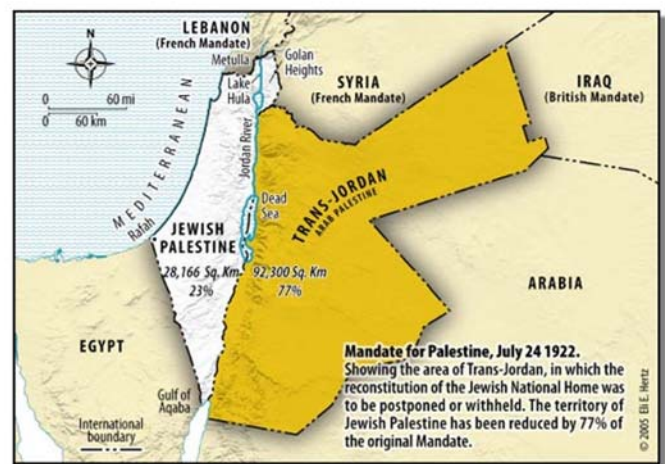 LEBANON
(French Mandate)
Metulla
Golan
Heights
N
Lake
Hula
SYRIA
(French Mandate)
IRAQ
(British Mandate)
0 60 mi
0 60 km
MEDITERRANEAN
Jordan River
Rafah
Dead
Sea
TRANS-JORDAN
ARAB PALESTINE
JEWISH
PALESTINE
28,166 Sq. Km
23%
92,300 Sq. Km
77%
ARABIA
EGYPT
Gulf of
Aqaba
International
boundary
Mandate for Palestine, July 24 1922.
Showing the area of Trans-Jordan, in which the
reconstitution of the Jewish National Home was
to be postponed or withheld. The territory of
Jewish Palestine has been reduced by 77% of
the original Mandate.
© 2005 Eli E. Hertz